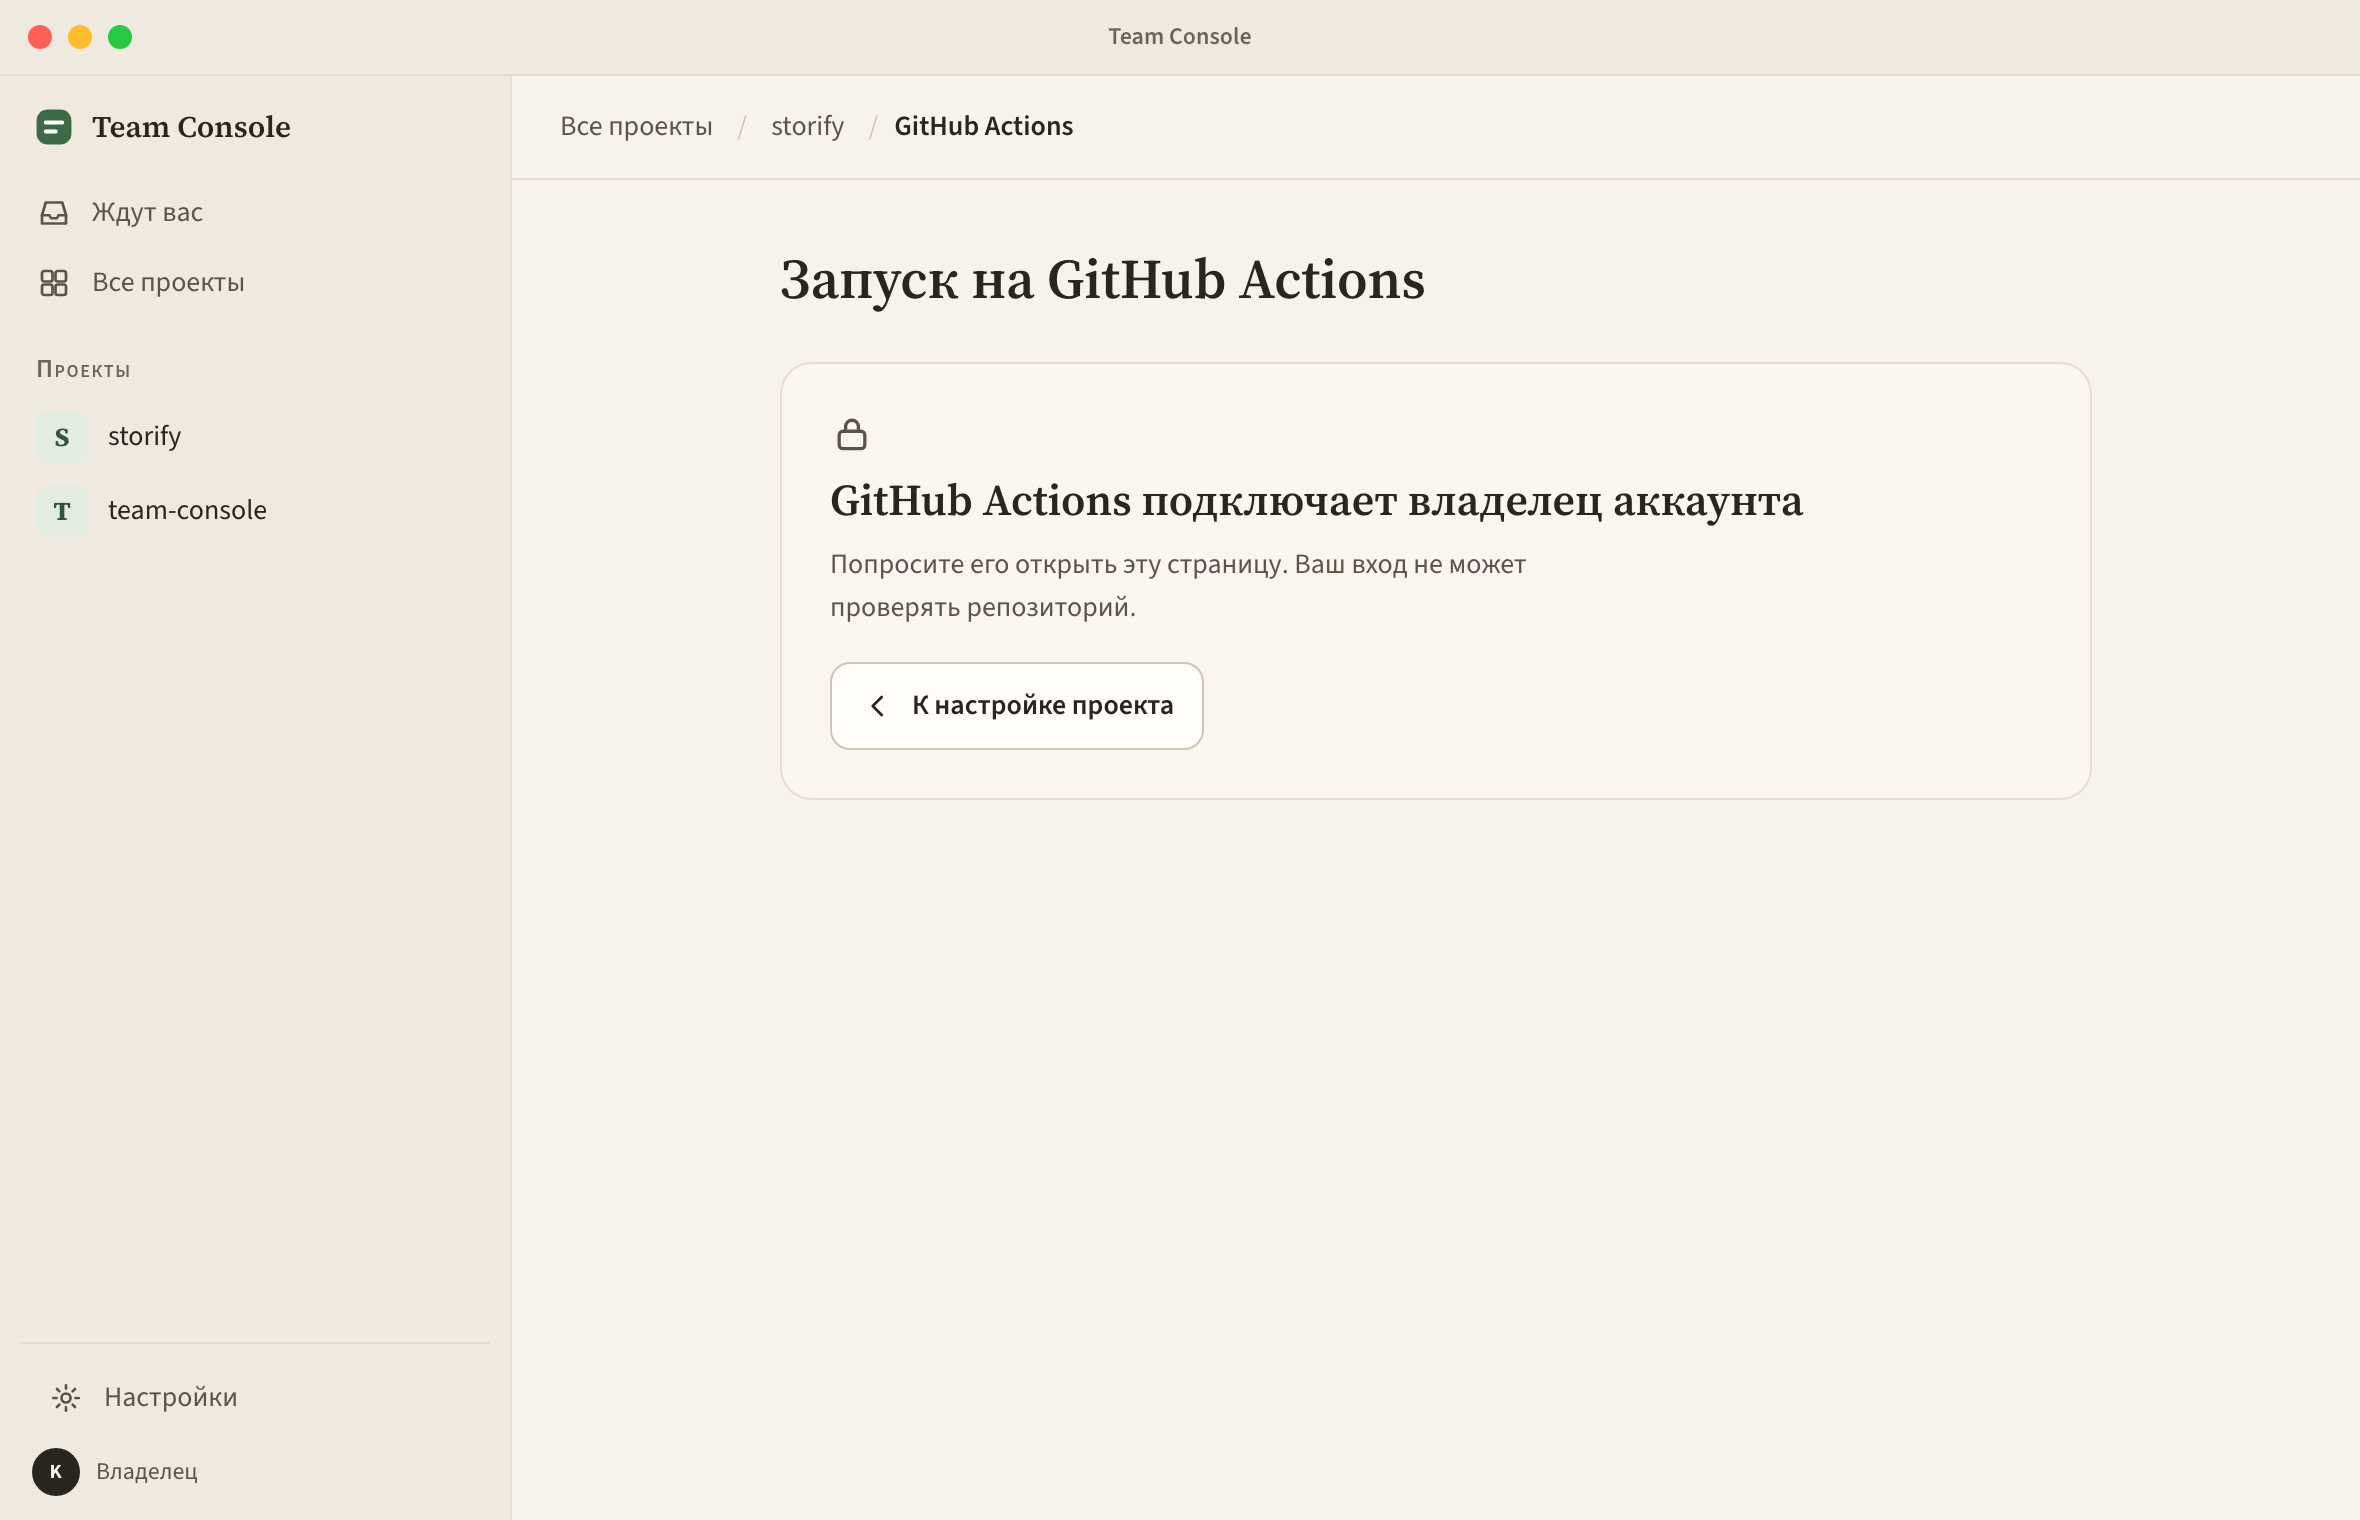 Team Console
Team Console
Ждут вас
Все проекты
Проекты
S storify
T team-console
Настройки
K Владелец
Все проекты / storify / GitHub Actions
Запуск на GitHub Actions
GitHub Actions подключает владелец аккаунта
Попросите его открыть эту страницу. Ваш вход не может
проверять репозиторий.
К настройке проекта